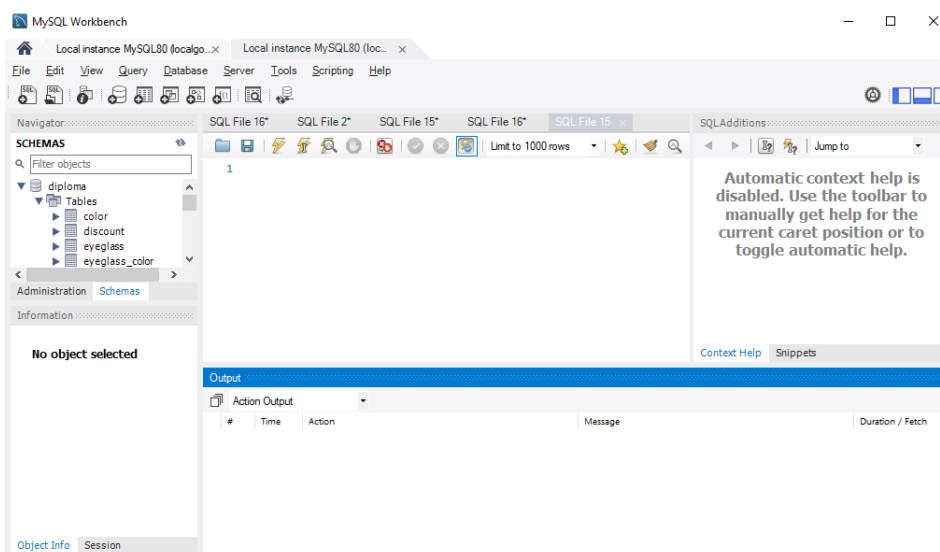 MySQL Workbench
Local instance MySQL80 (localgo... Local instance MySQL80 (loc...
File Edit View Query Database Server Tools Scripting Help
Navigator
SCHEMAS
Filter objects
diploma
Tables
color
discount
eyeglass
eyeglass_color
Administration Schemas
Information
No object selected
Object Info Session
SQL File 16* SQL File 2* SQL File 15* SQL File 16* SQL File 15
Limit to 1000 rows
1
SQLAdditions
Jump to
Automatic context help is
disabled. Use the toolbar to
manually get help for the
current caret position or to
toggle automatic help.
Context Help Snippets
Output
Action Output
# Time Action Message Duration / Fetch